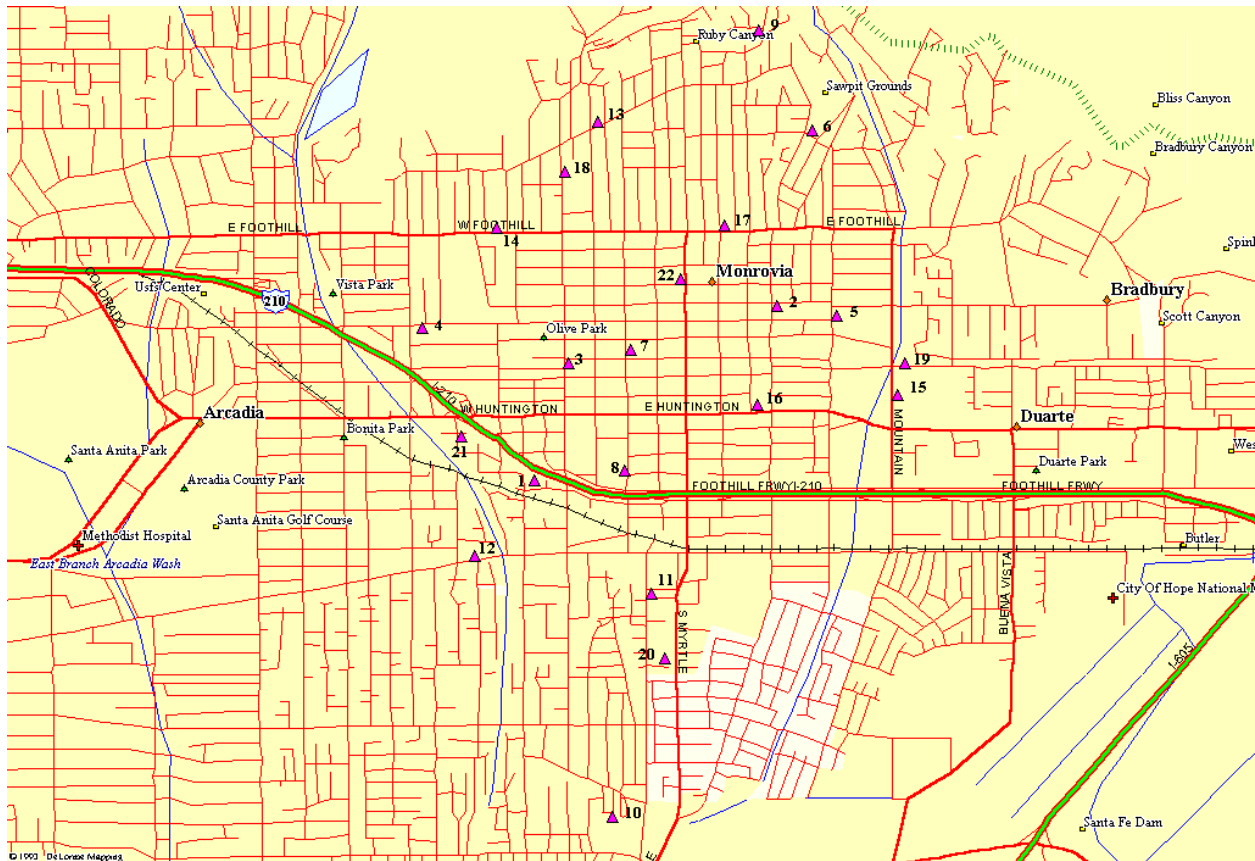 9
Ruby Canyon
Sawpit Grounds
Bliss Canyon
13
6
Bradbury Canyon
18
17
E FOOTHILL
W FOOTHILL
E FOOTHILL
14
COLORADO
Usfs Center
210
Vista Park
22
Monrovia
2
5
Bradbury
Scott Canyon
4
Olive Park
7
3
19
I-210
W HUNTINGTON
E HUNTINGTON
16
15
MOUNTAIN
Arcadia
Duarte
Bonita Park
21
Santa Anita Park
Arcadia County Park
8
1
Duarte Park
FOOTHILL FRWY/I-210
FOOTHILL FRWY
Santa Anita Golf Course
Methodist Hospital
East Branch Arcadia Wash
12
Butler
11
City Of Hope National M
BUENA VISTA
S MYRTLE
20
I-605
10
Santa Fe Dam
E
© 1993 DeLorme Mapping